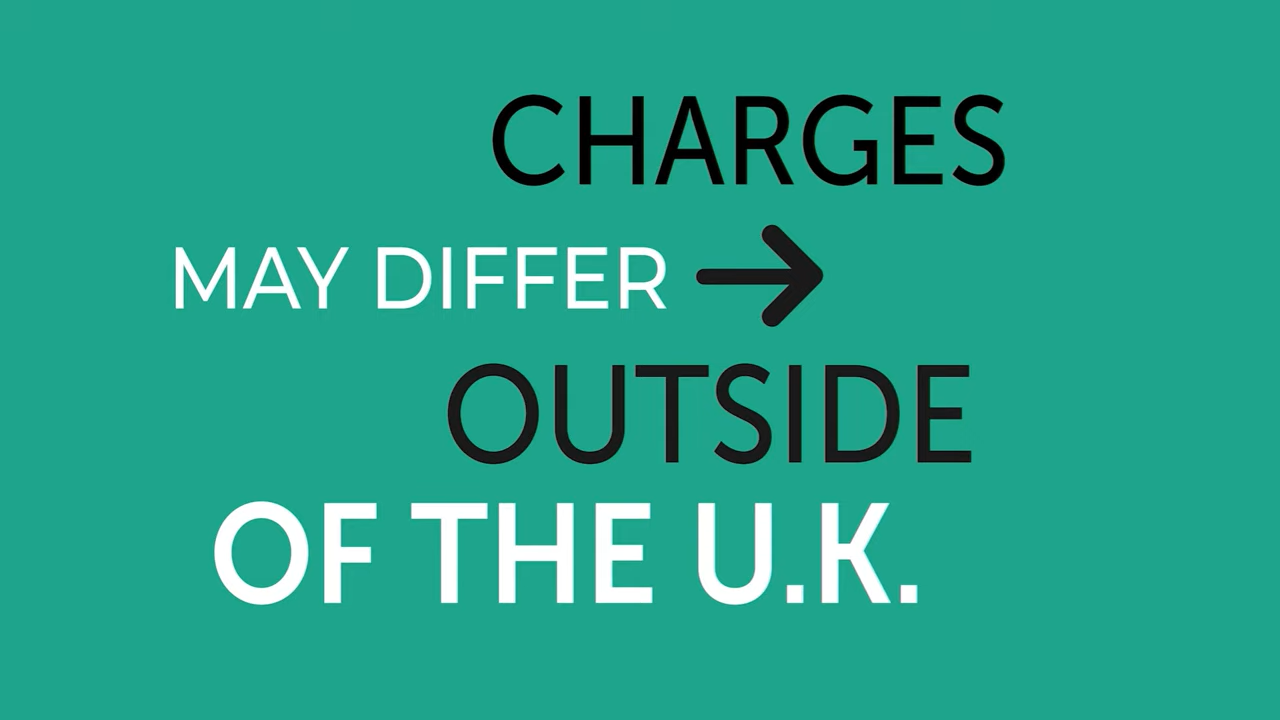 CHARGES
MAY DIFFER →
OUTSIDE
OF THE U.K.